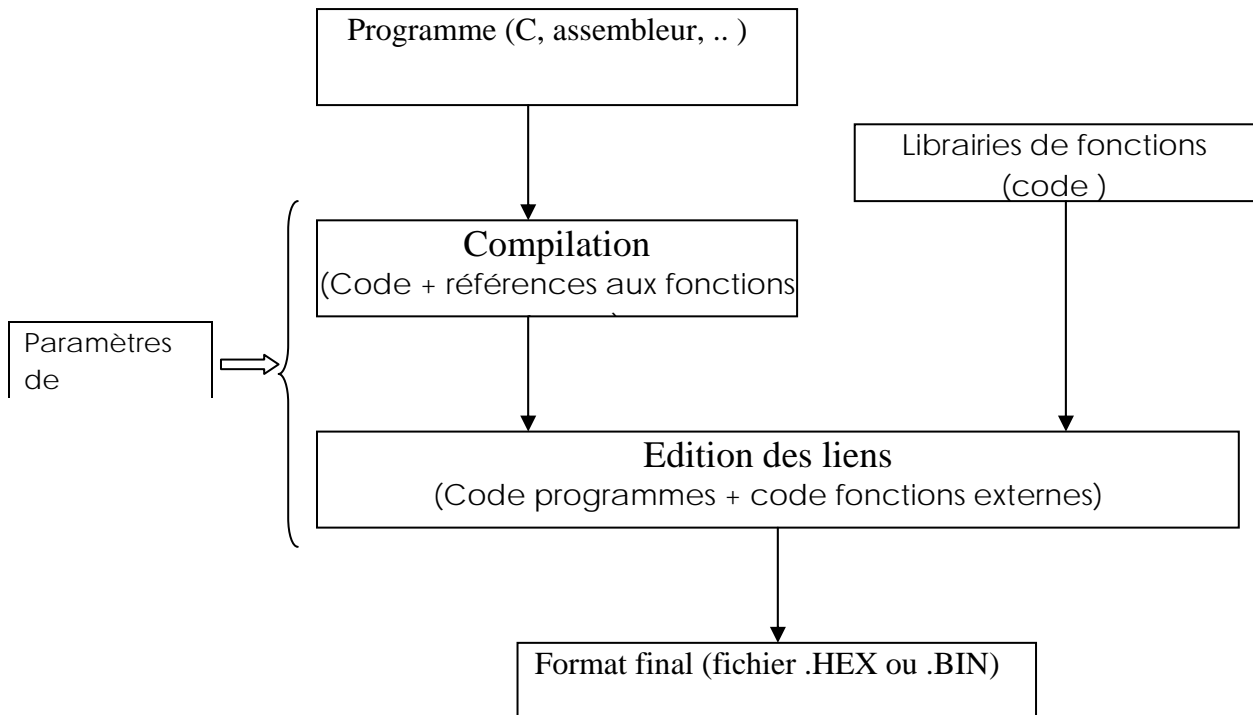 Programme (C, assembleur, .. )
Librairies de fonctions
(code )
Compilation
(Code + références aux fonctions
)
Paramètres
de
Edition des liens
(Code programmes + code fonctions externes)
Format final (fichier .HEX ou .BIN)